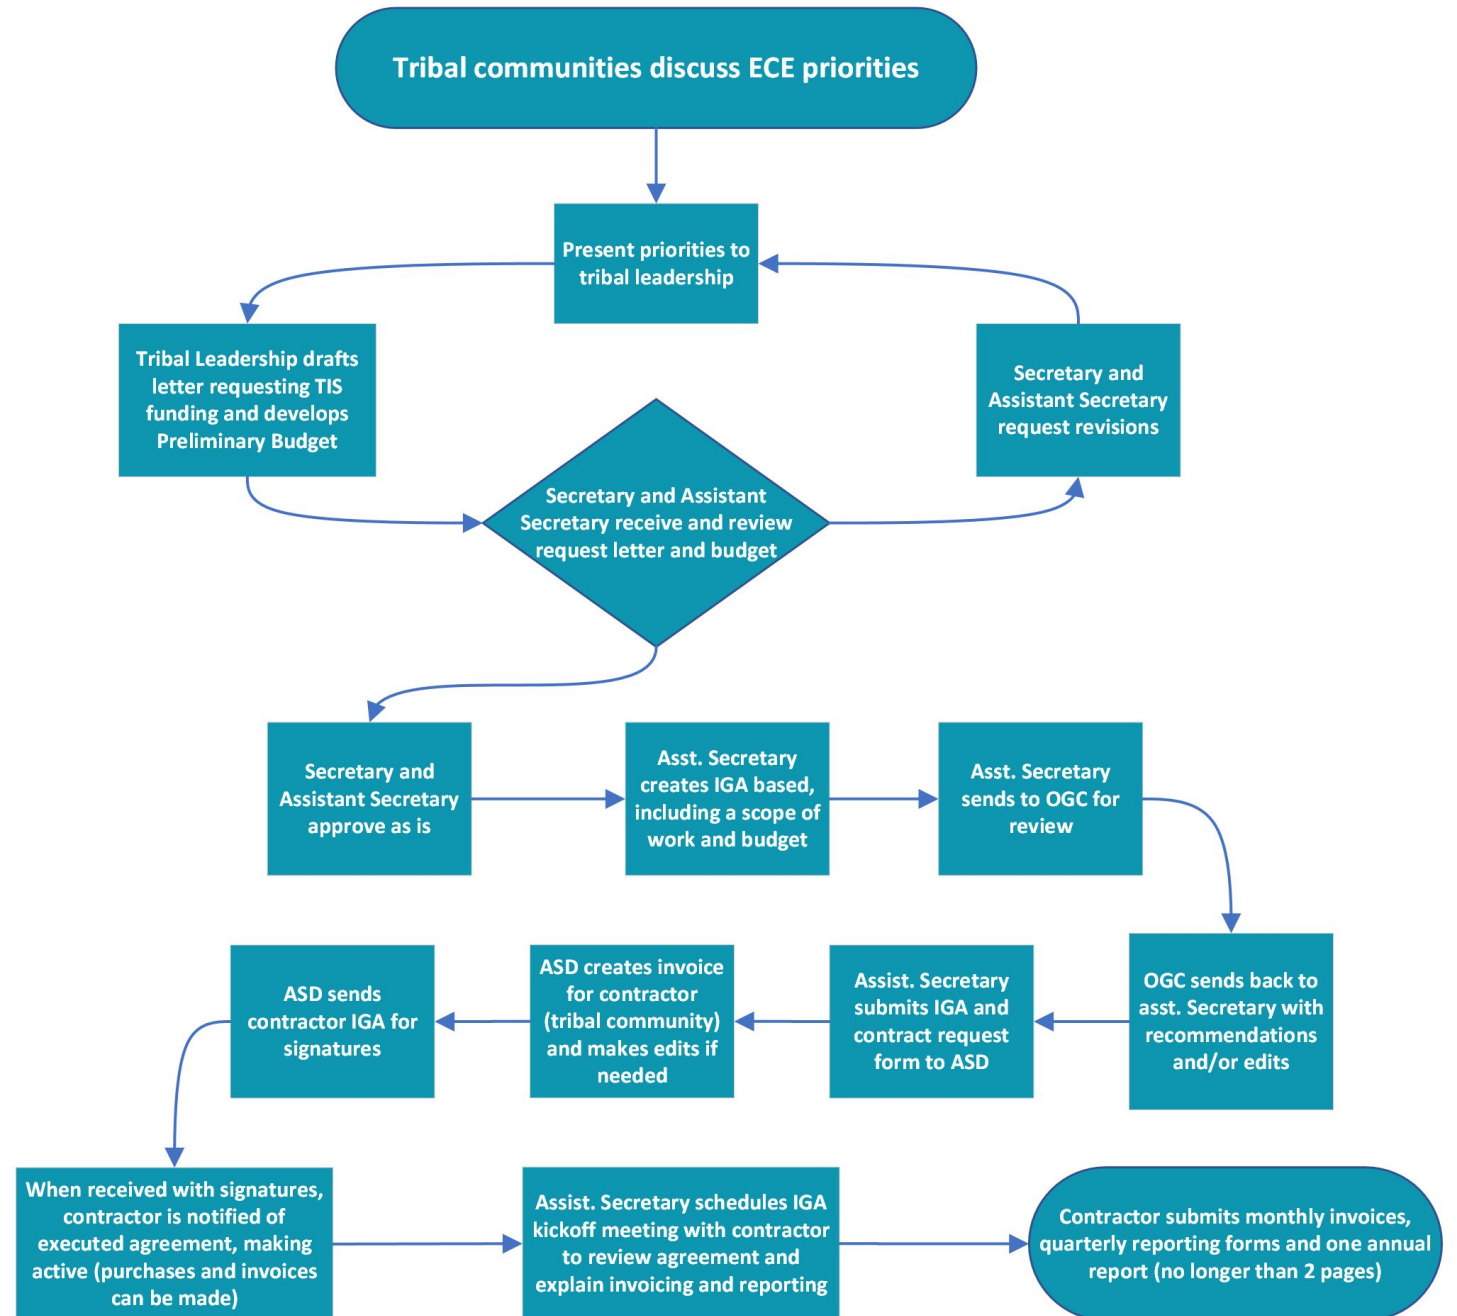 Tribal communities discuss ECE priorities
Present priorities to
tribal leadership
Tribal Leadership drafts
letter requesting TIS
funding and develops
Preliminary Budget
Secretary and
Assistant Secretary
request revisions
Secretary and Assistant
Secretary receive and review
request letter and budget
Secretary and
Assistant Secretary
approve as is
Asst. Secretary
creates IGA based,
including a scope of
work and budget
Asst. Secretary
sends to OGC for
review
OGC sends back to
asst. Secretary with
recommendations
and/or edits
Assist. Secretary
submits IGA and
contract request
form to ASD
ASD creates invoice
for contractor
(tribal community)
and makes edits if
needed
ASD sends
contractor IGA for
signatures
When received with signatures,
contractor is notified of
executed agreement, making
active (purchases and invoices
can be made)
Assist. Secretary schedules IGA
kickoff meeting with contractor
to review agreement and
explain invoicing and reporting
Contractor submits monthly invoices,
quarterly reporting forms and one annual
report (no longer than 2 pages)